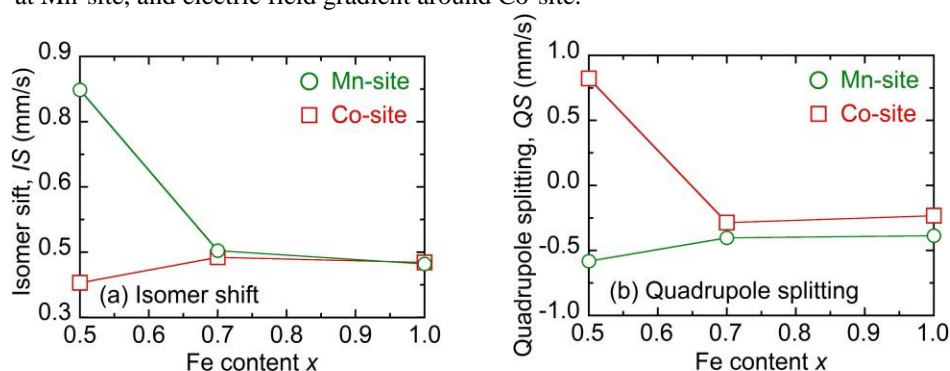 at Mn-site, and electric field gradient around Co-site.
Isomer sift, IS (mm/s)
0.9
0.8
0.6
0.5
0.3
Mn-site
Co-site
(a) Isomer shift
0.5 0.6 0.7 0.8 0.9 1.0
Fe content x
Quadrupole splitting, QS (mm/s)
1.0
0.5
0.0
-0.5
-1.0
Mn-site
Co-site
(b) Quadrupole splitting
0.5 0.6 0.7 0.8 0.9 1.0
Fe content x